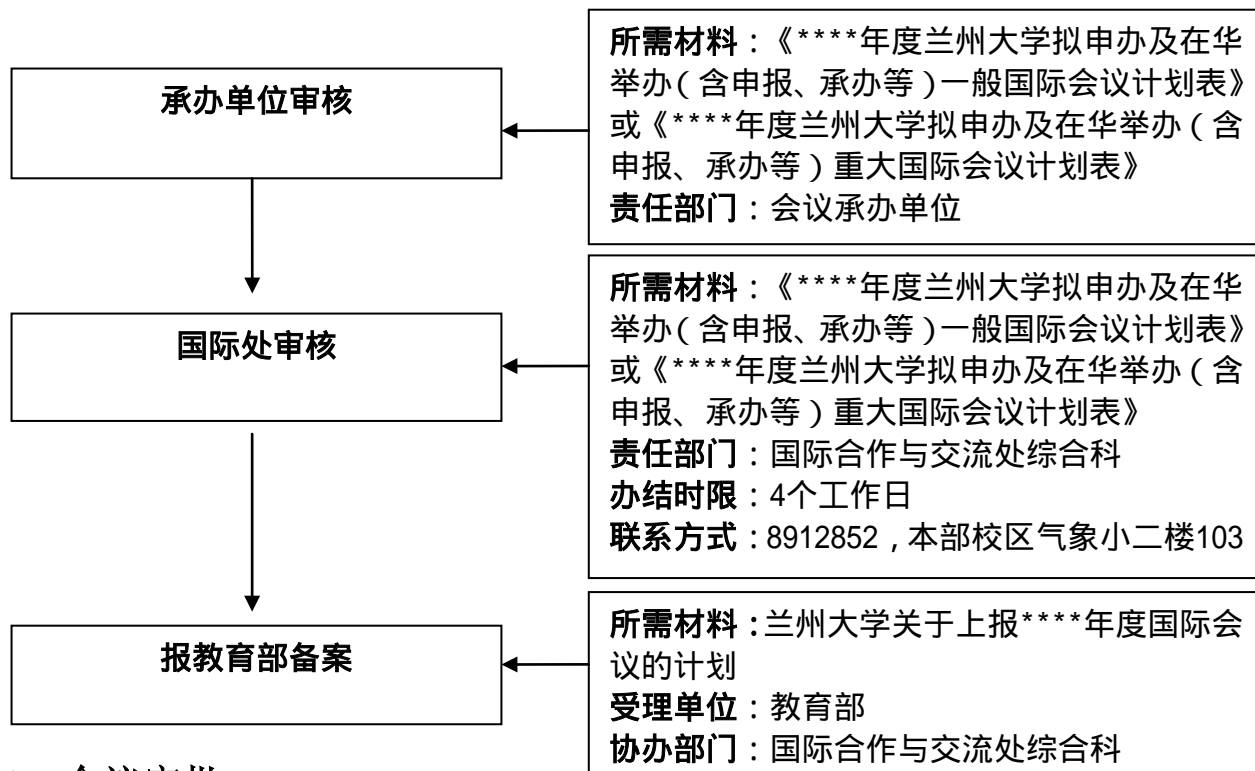 所需材料：《****年度兰州大学拟申办及在华
举办（含申报、承办等）一般国际会议计划表》
或《****年度兰州大学拟申办及在华举办（含
申报、承办等）重大国际会议计划表》
责任部门：会议承办单位
承办单位审核
所需材料：《****年度兰州大学拟申办及在华
举办（含申报、承办等）一般国际会议计划表》
或《****年度兰州大学拟申办及在华举办（含
申报、承办等）重大国际会议计划表》
责任部门：国际合作与交流处综合科
办结时限：4个工作日
联系方式：8912852，本部校区气象小二楼103
国际处审核
所需材料：兰州大学关于上报****年度国际会
议的计划
受理单位：教育部
协办部门：国际合作与交流处综合科
报教育部备案